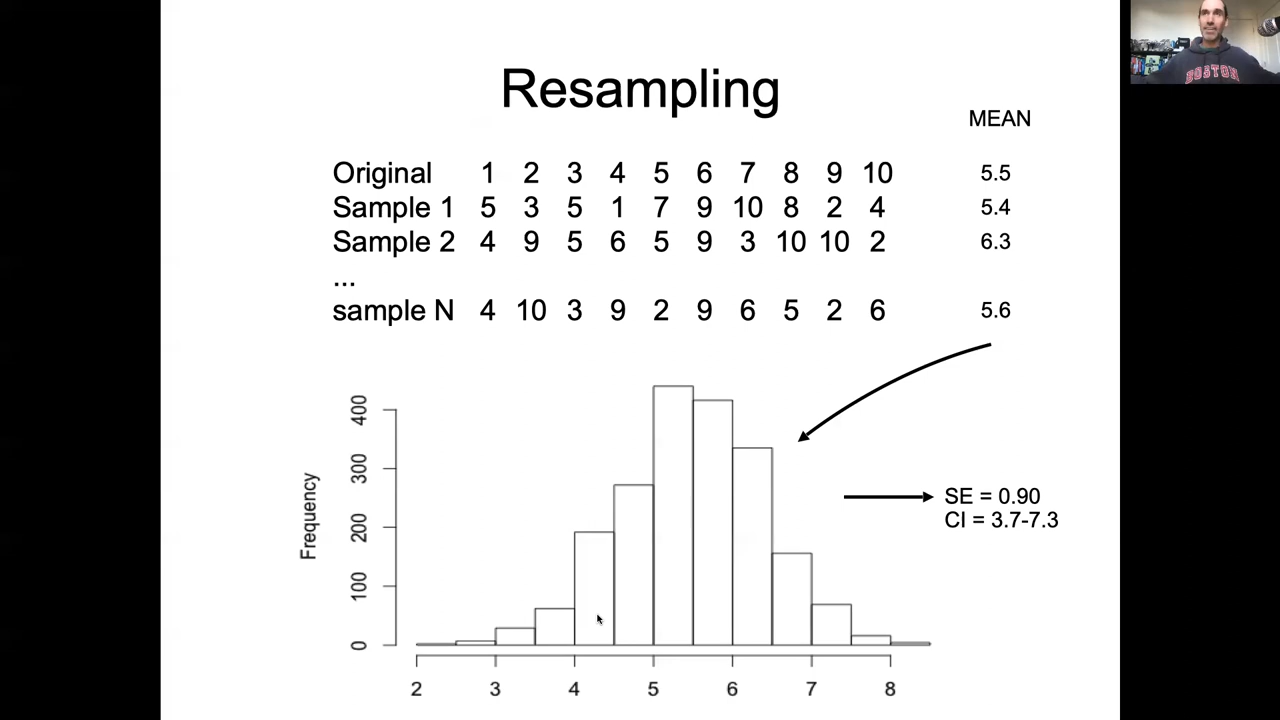 Resampling
MEAN
Original 1 2 3 4 5 6 7 8 9 10 5.5
Sample 1 5 3 5 1 7 9 10 8 2 4 5.4
Sample 2 4 9 5 6 5 9 3 10 10 2 6.3
...
sample N 4 10 3 9 2 9 6 5 2 6 5.6
400
300
200
100
0
Frequency
SE = 0.90
CI = 3.7-7.3
2 3 4 5 6 7 8
BOSTON